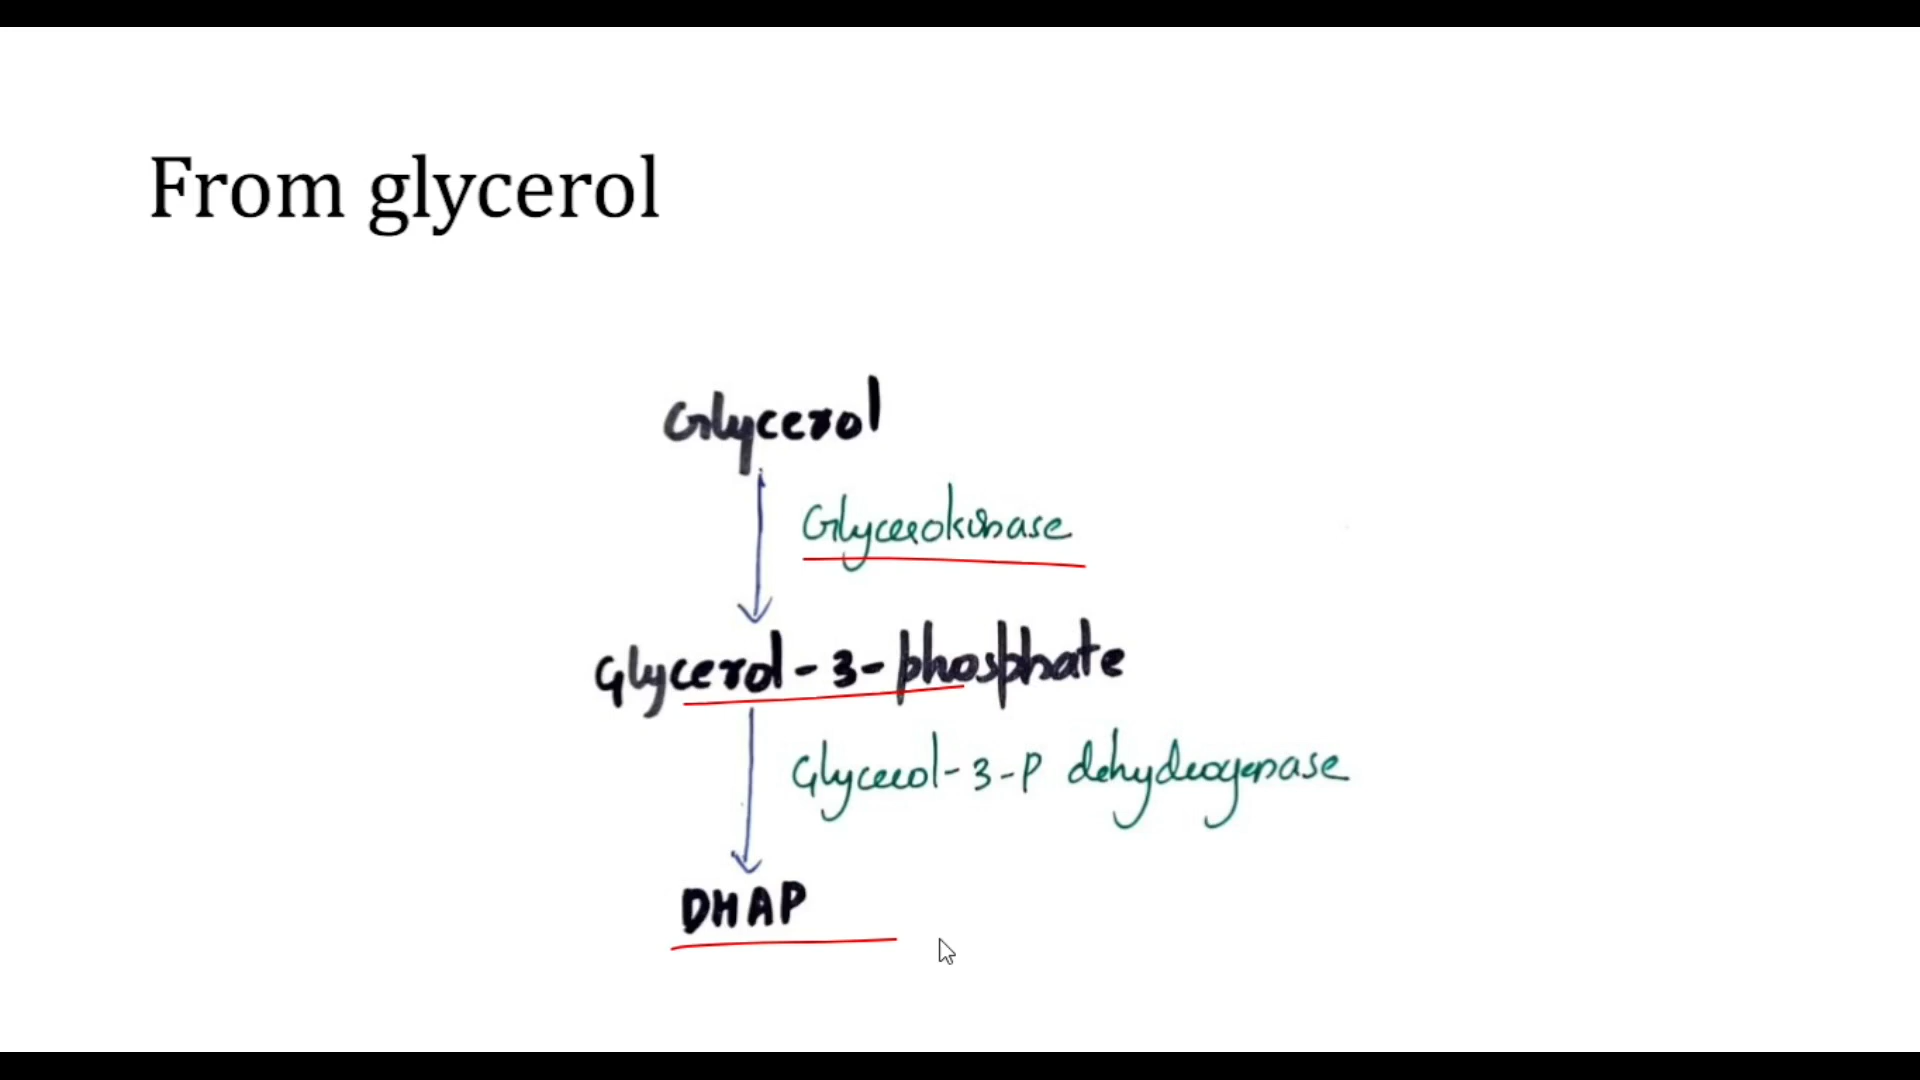 From glycerol
Glycerol
Glycerokinase
Glycerol-3-phosphate
Glycerol-3-P dehydrogenase
DHAP